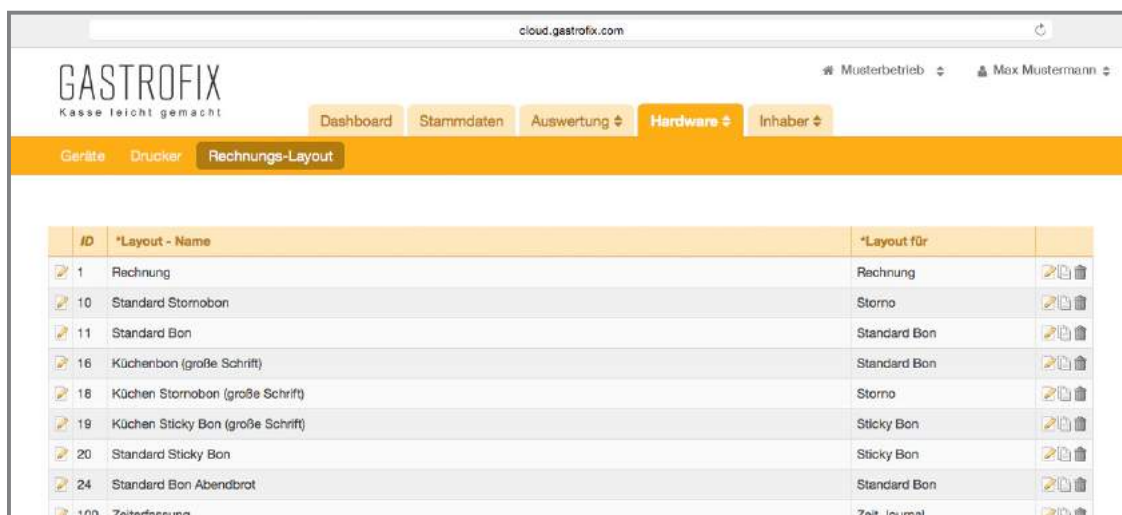 cloud.gastrofix.com
GASTROFIX
Kasse leicht gemacht
Musterbetrieb
Max Mustermann
Dashboard Stammdaten Auswertung Hardware Inhaber
Geräte Drucker Rechnungs-Layout
ID *Layout - Name *Layout für
1 Rechnung Rechnung
10 Standard Stornobon Storno
11 Standard Bon Standard Bon
16 Küchenbon (große Schrift) Standard Bon
18 Küchen Stornobon (große Schrift) Storno
19 Küchen Sticky Bon (große Schrift) Sticky Bon
20 Standard Sticky Bon Sticky Bon
24 Standard Bon Abendbrot Standard Bon
Zeiterfassung Zeit Journal